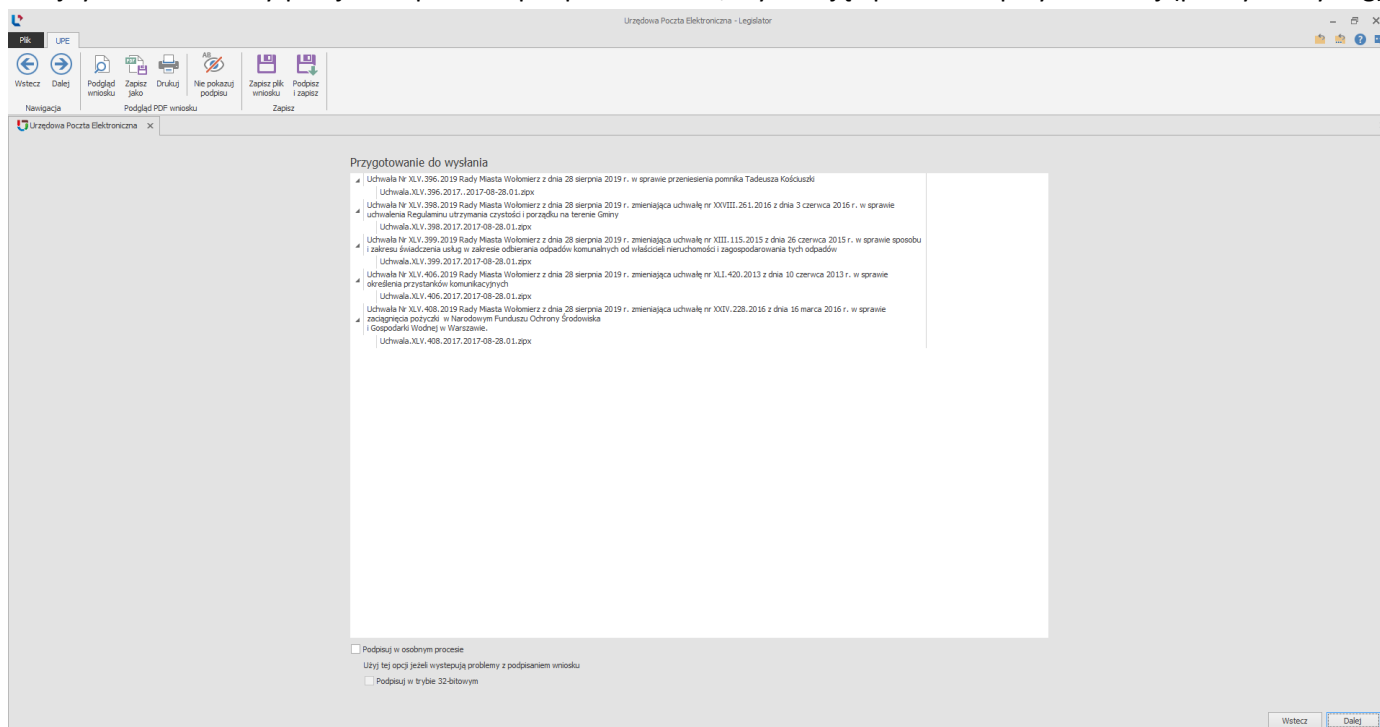 Urzędowa Poczta Elektroniczna - Legislator
Plik UPE
Wstecz Dalej Podgląd wniosku Zapisz jako Drukuj Nie pokazuj podpisu Zapisz plik wniosku Podpisz i zapisz
Nawigacja Podgląd PDF wniosku Zapisz
Urzędowa Poczta Elektroniczna
Przygotowanie do wysłania
Uchwała Nr XLV.396.2019 Rady Miasta Wołomierz z dnia 28 sierpnia 2019 r. w sprawie przeniesienia pomnika Tadeusza Kościuszki
Uchwala.XLV.396.2017..2017-08-28.01.zipx
Uchwała Nr XLV.398.2019 Rady Miasta Wołomierz z dnia 28 sierpnia 2019 r. zmieniająca uchwałę nr XXVIII.261.2016 z dnia 3 czerwca 2016 r. w sprawie
uchwalenia Regulaminu utrzymania czystości i porządku na terenie Gminy
Uchwala.XLV.398.2017.2017-08-28.01.zipx
Uchwała Nr XLV.399.2019 Rady Miasta Wołomierz z dnia 28 sierpnia 2019 r. zmieniająca uchwałę nr XIII.115.2015 z dnia 26 czerwca 2015 r. w sprawie sposobu
i zakresu świadczenia usług w zakresie odbierania odpadów komunalnych od właścicieli nieruchomości i zagospodarowania tych odpadów
Uchwala.XLV.399.2017.2017-08-28.01.zipx
Uchwała Nr XLV.406.2019 Rady Miasta Wołomierz z dnia 28 sierpnia 2019 r. zmieniająca uchwałę nr XLI.420.2013 z dnia 10 czerwca 2013 r. w sprawie
określenia przystanków komunikacyjnych
Uchwala.XLV.406.2017.2017-08-28.01.zipx
Uchwała Nr XLV.408.2019 Rady Miasta Wołomierz z dnia 28 sierpnia 2019 r. zmieniająca uchwałę nr XXIV.228.2016 z dnia 16 marca 2016 r. w sprawie
zaciągnięcia pożyczki w Narodowym Funduszu Ochrony Środowiska
i Gospodarki Wodnej w Warszawie.
Uchwala.XLV.408.2017.2017-08-28.01.zipx
Podpisuj w osobnym procesie
Użyj tej opcji jeżeli wystepują problemy z podpisaniem wniosku
Podpisuj w trybie 32-bitowym
Wstecz Dalej